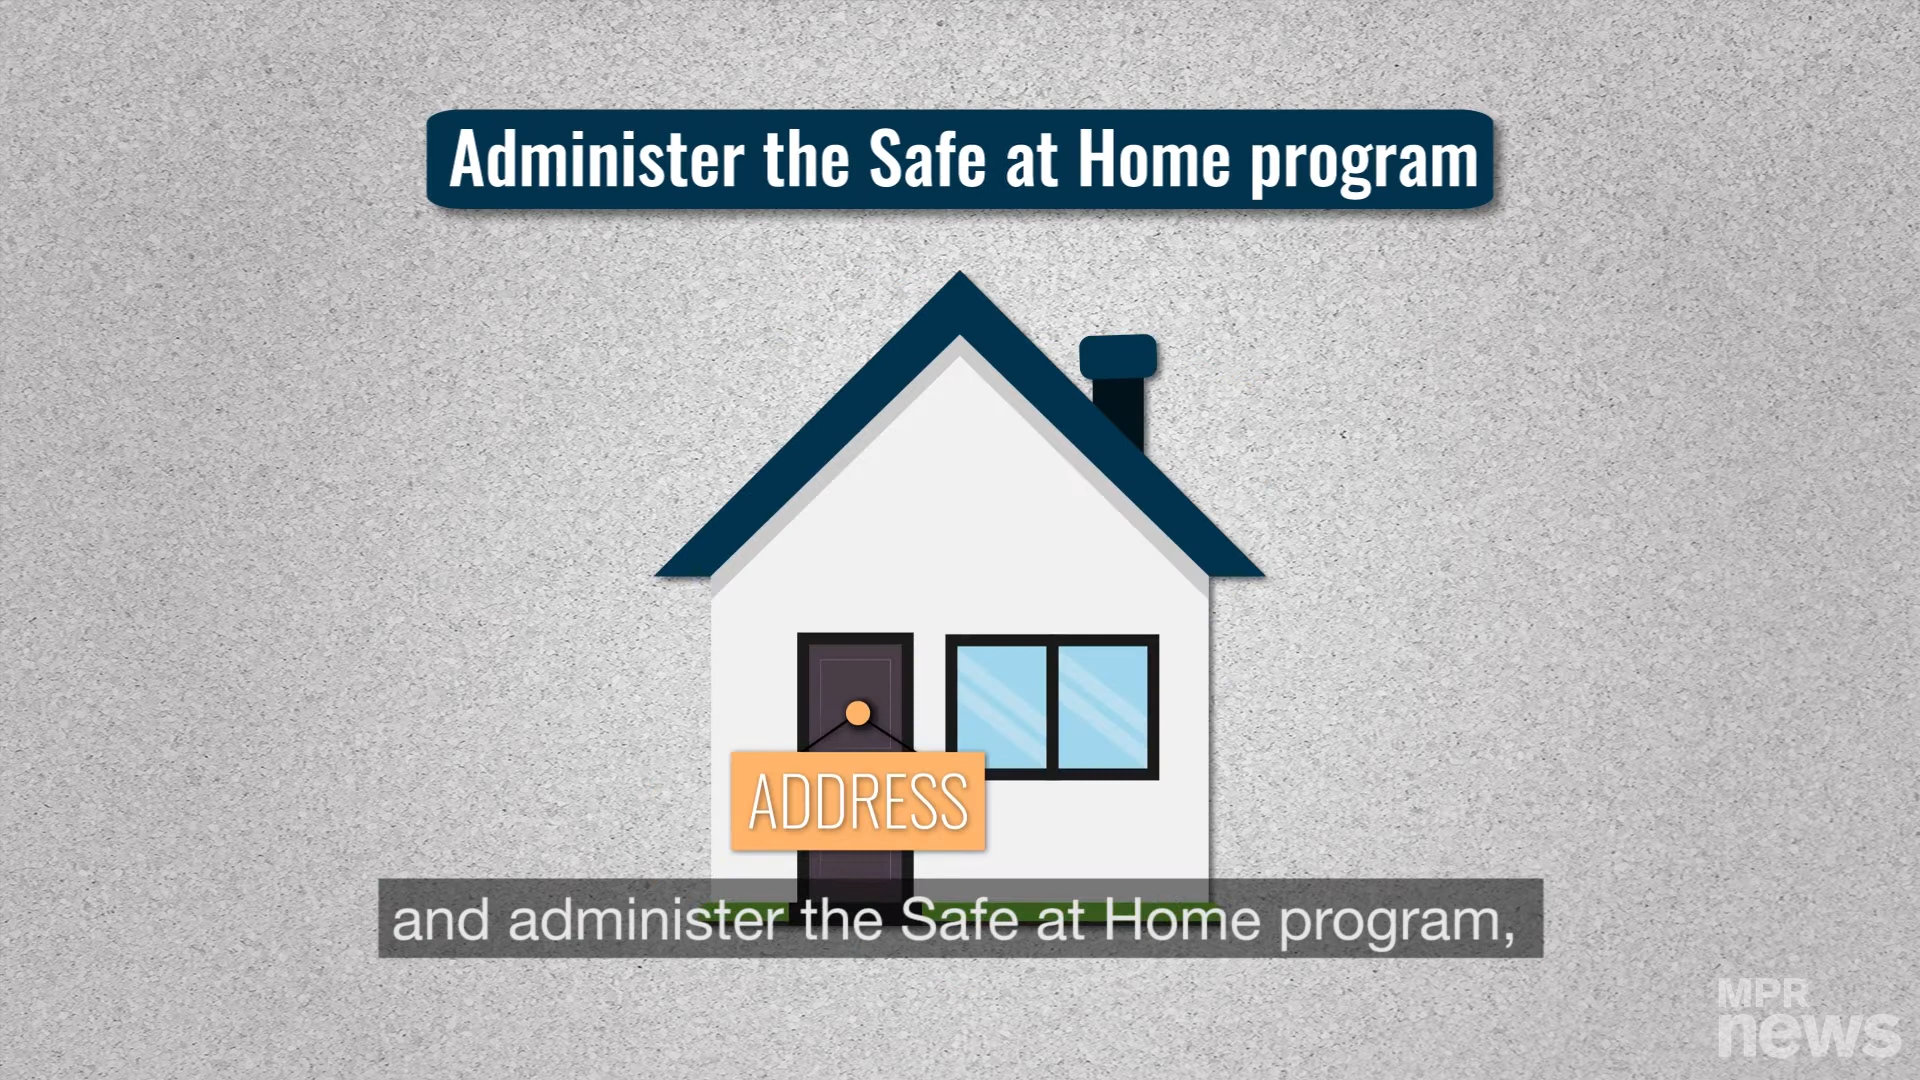 Administer the Safe at Home program
ADDRESS
and administer the Safe at Home program,
MPR
news